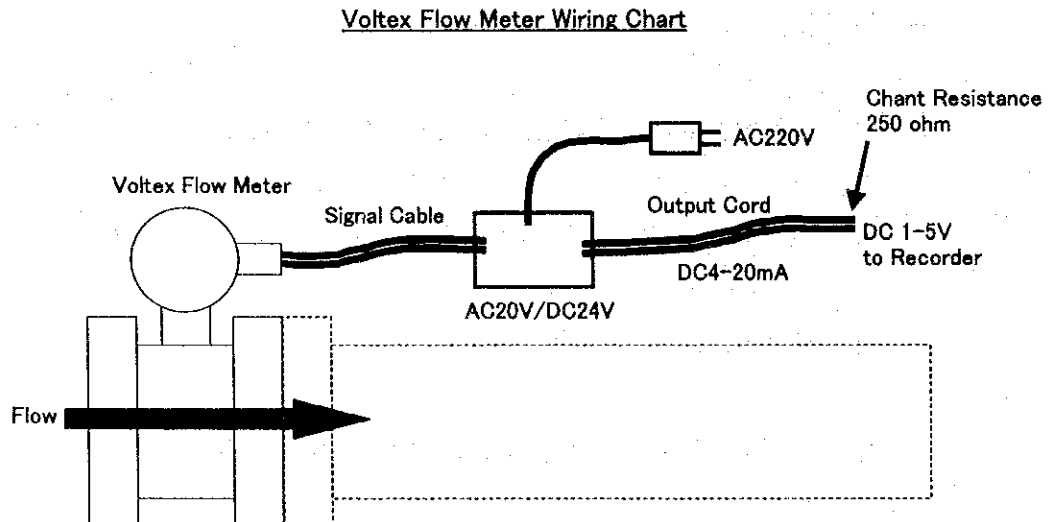 Voltex Flow Meter Wiring Chart
Chant Resistance
250 ohm
AC220V
Voltex Flow Meter
Signal Cable
Output Cord
DC 1-5V
to Recorder
DC4-20mA
AC20V/DC24V
Flow